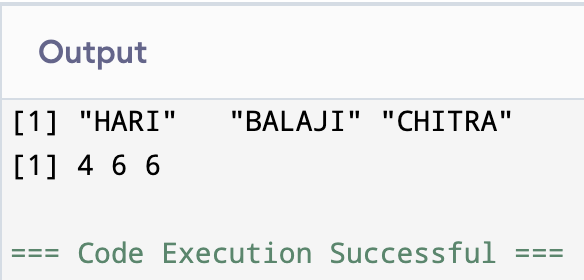 Output
[1] "HARI"   "BALAJI" "CHITRA"
[1] 4 6 6
=== Code Execution Successful ===